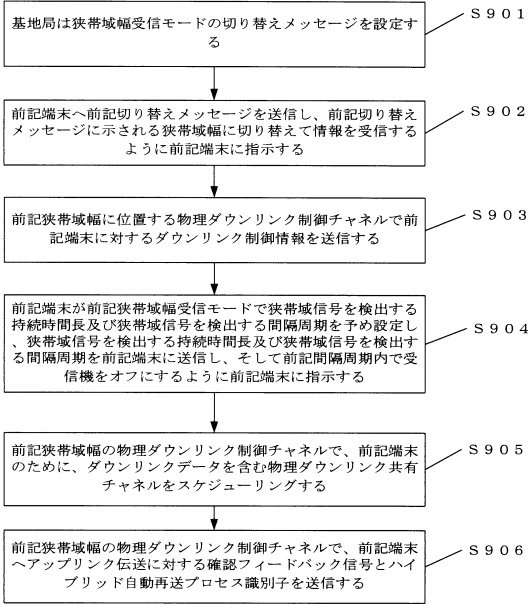 基地局は狭帯域幅受信モードの切り替えメッセージを設定す
る
S901
前記端末へ前記切り替えメッセージを送信し、前記切り替え
メッセージに示される狭帯域幅に切り替えて情報を受信する
ように前記端末に指示する
S902
前記狭帯域幅に位置する物理ダウンリンク制御チャネルで前
記端末に対するダウンリンク制御情報を送信する
S903
前記端末が前記狭帯域幅受信モードで狭帯域信号を検出する
持続時間長及び狭帯域信号を検出する間隔周期を予め設定し
、狭帯域信号を検出する持続時間長及び狭帯域信号を検出す
る間隔周期を前記端末に送信し、そして前記間隔周期内で受
信機をオフにするように前記端末に指示する
S904
前記狭帯域幅の物理ダウンリンク制御チャネルで、前記端末
のために、ダウンリンクデータを含む物理ダウンリンク共有
チャネルをスケジューリングする
S905
前記狭帯域幅の物理ダウンリンク制御チャネルで、前記端末
へアップリンク伝送に対する確認フィードバック信号とハイ
ブリッド自動再送プロセス識別子を送信する
S906